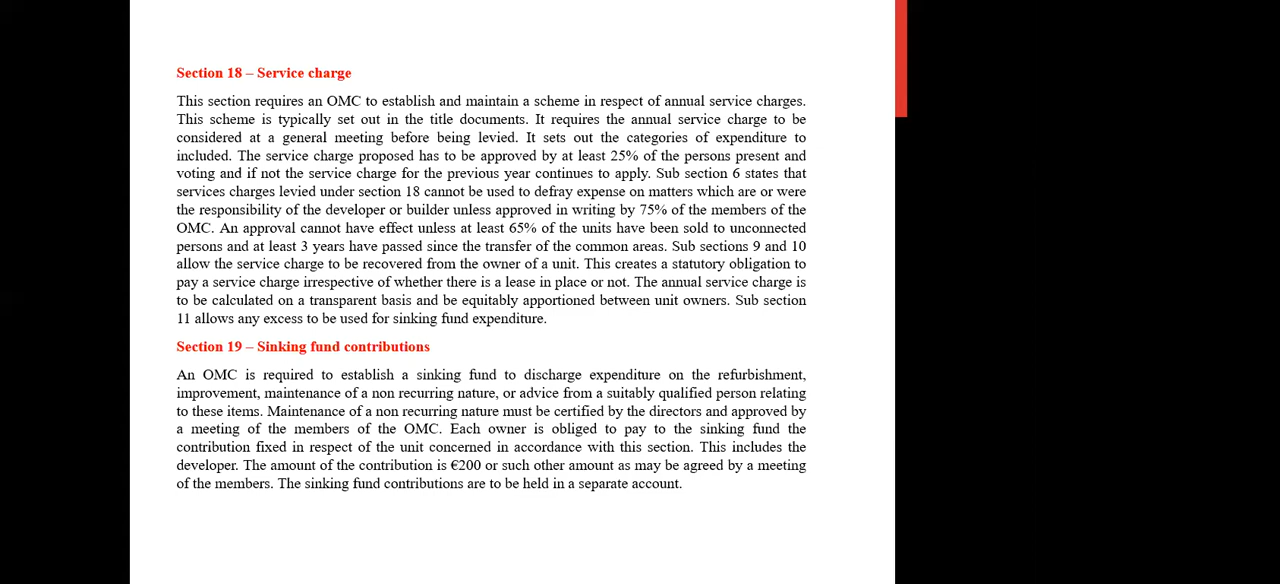 Section 18 – Service charge
This section requires an OMC to establish and maintain a scheme in respect of annual service charges.
This scheme is typically set out in the title documents. It requires the annual service charge to be
considered at a general meeting before being levied. It sets out the categories of expenditure to
included. The service charge proposed has to be approved by at least 25% of the persons present and
voting and if not the service charge for the previous year continues to apply. Sub section 6 states that
services charges levied under section 18 cannot be used to defray expense on matters which are or were
the responsibility of the developer or builder unless approved in writing by 75% of the members of the
OMC. An approval cannot have effect unless at least 65% of the units have been sold to unconnected
persons and at least 3 years have passed since the transfer of the common areas. Sub sections 9 and 10
allow the service charge to be recovered from the owner of a unit. This creates a statutory obligation to
pay a service charge irrespective of whether there is a lease in place or not. The annual service charge is
to be calculated on a transparent basis and be equitably apportioned between unit owners. Sub section
11 allows any excess to be used for sinking fund expenditure.
Section 19 – Sinking fund contributions
An OMC is required to establish a sinking fund to discharge expenditure on the refurbishment,
improvement, maintenance of a non recurring nature, or advice from a suitably qualified person relating
to these items. Maintenance of a non recurring nature must be certified by the directors and approved by
a meeting of the members of the OMC. Each owner is obliged to pay to the sinking fund the
contribution fixed in respect of the unit concerned in accordance with this section. This includes the
developer. The amount of the contribution is €200 or such other amount as may be agreed by a meeting
of the members. The sinking fund contributions are to be held in a separate account.